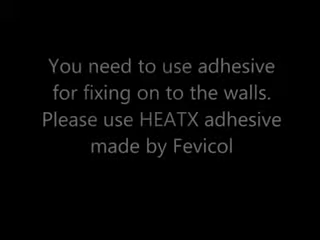 You need to use adhesive
for fixing on to the walls.
Please use HEATX adhesive
made by Fevicol